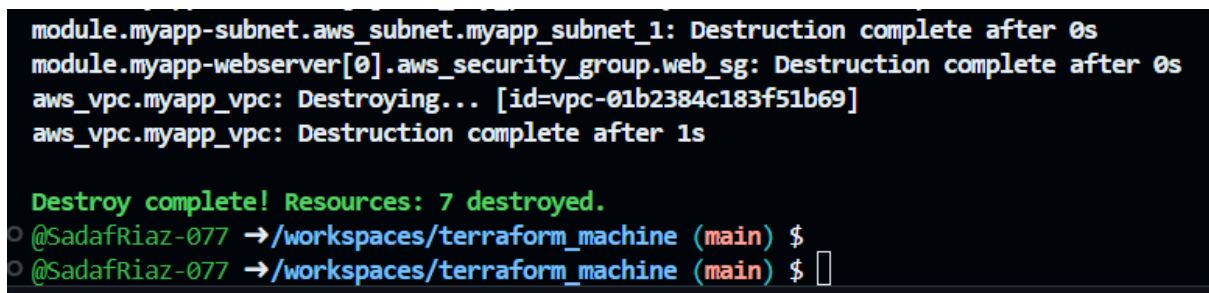 module.myapp-subnet.aws_subnet.myapp_subnet_1: Destruction complete after 0s
module.myapp-webserver[0].aws_security_group.web_sg: Destruction complete after 0s
aws_vpc.myapp_vpc: Destroying... [id=vpc-01b2384c183f51b69]
aws_vpc.myapp_vpc: Destruction complete after 1s
Destroy complete! Resources: 7 destroyed.
@SadafRiaz-077 →/workspaces/terraform_machine (main) $
@SadafRiaz-077 →/workspaces/terraform_machine (main) $